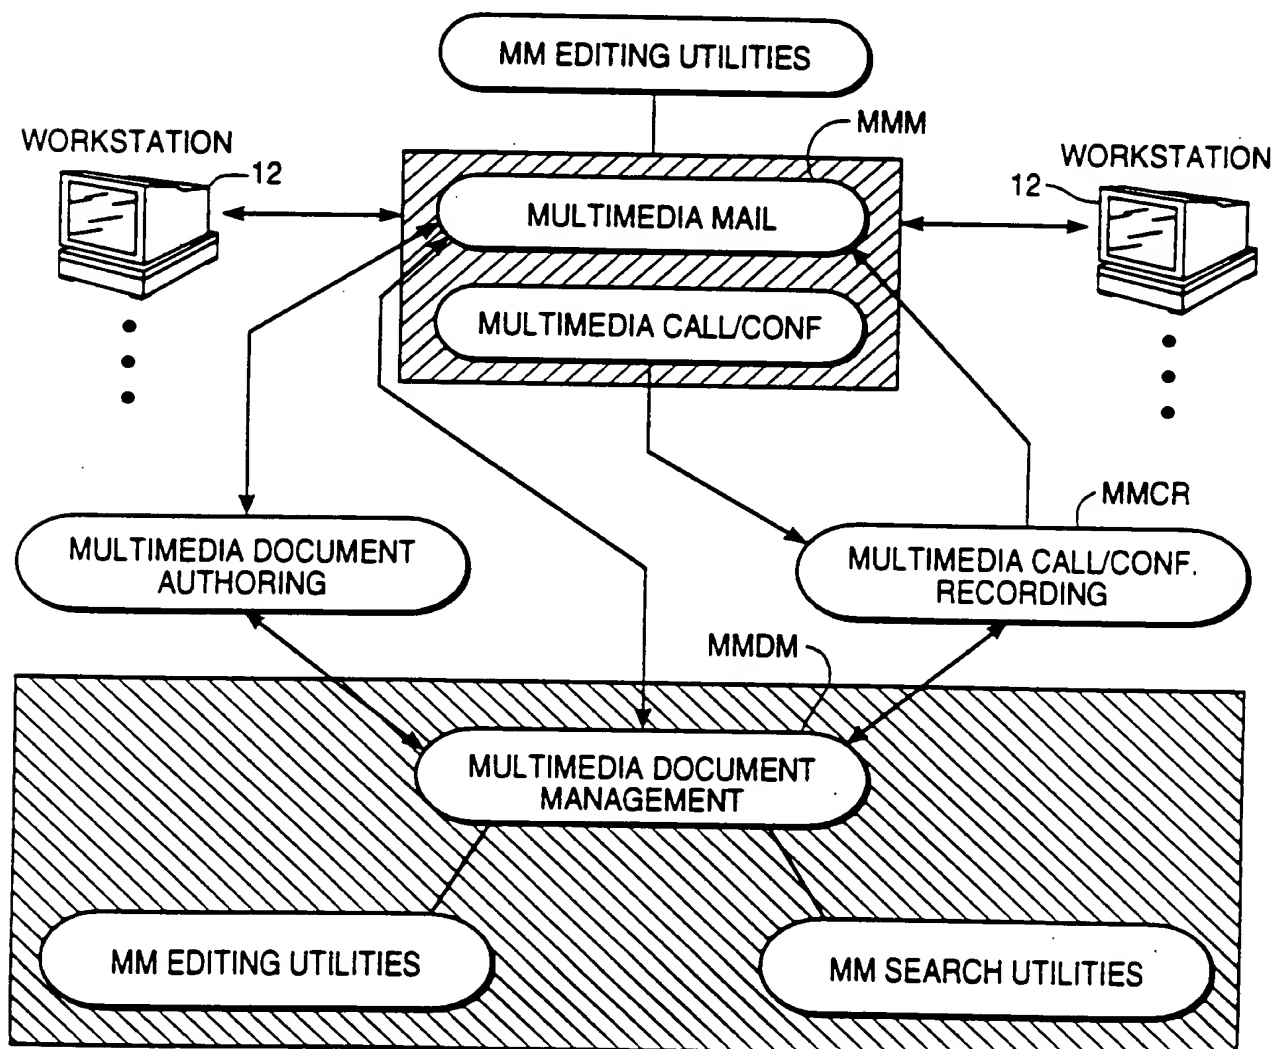 MM EDITING UTILITIES
MMM
WORKSTATION
12
WORKSTATION
12
MULTIMEDIA MAIL
MULTIMEDIA CALL/CONF
MMCR
MULTIMEDIA DOCUMENT
AUTHORING
MULTIMEDIA CALL/CONF.
RECORDING
MMDM
MULTIMEDIA DOCUMENT
MANAGEMENT
MM EDITING UTILITIES
MM SEARCH UTILITIES